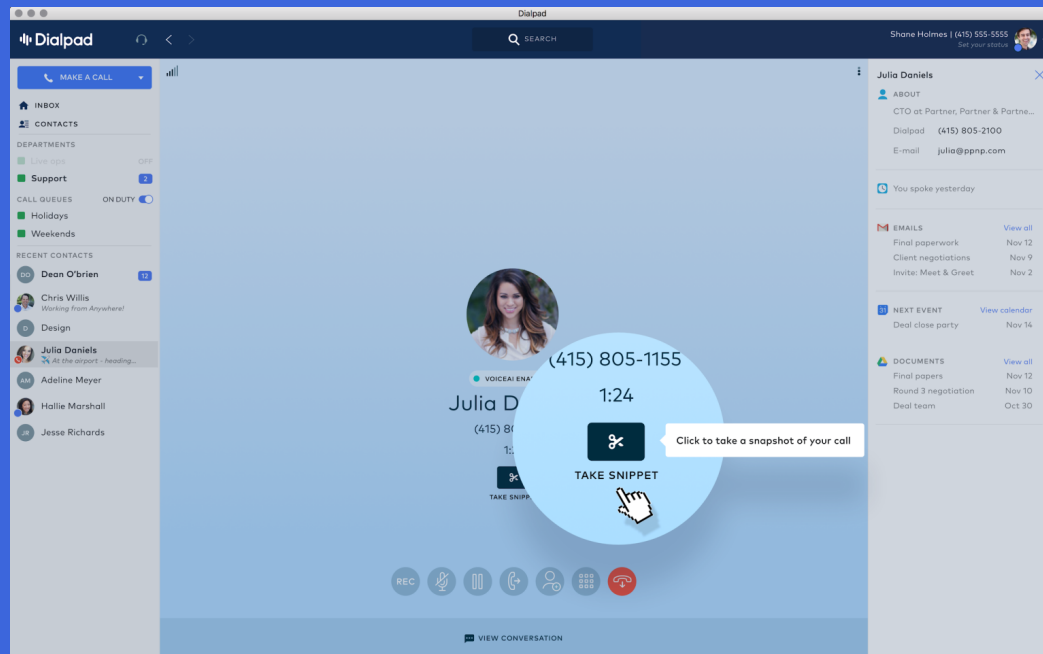 Dialpad
Dialpad
SEARCH
Shane Holmes | (415) 555-5555
Set your status
MAKE A CALL
INBOX
CONTACTS
DEPARTMENTS
Live ops OFF
Support 2
CALL QUEUES ON DUTY
Holidays
Weekends
RECENT CONTACTS
DO Dean O'brien 12
Chris Willis
Working from Anywhere!
D Design
Julia Daniels
At the airport - heading...
AM Adeline Meyer
Hallie Marshall
JR Jesse Richards
VOICEAI ENA
Julia D
(415) 80
1:
TAKE SNIPP
(415) 805-1155
1:24
TAKE SNIPPET
Click to take a snapshot of your call
REC
VIEW CONVERSATION
Julia Daniels
ABOUT
CTO at Partner, Partner & Partne...
Dialpad (415) 805-2100
E-mail julia@ppnp.com
You spoke yesterday
EMAILS View all
Final paperwork Nov 12
Client negotiations Nov 9
Invite: Meet & Greet Nov 2
31 NEXT EVENT View calendar
Deal close party Nov 14
DOCUMENTS View all
Final papers Nov 12
Round 3 negotiation Nov 10
Deal team Oct 30